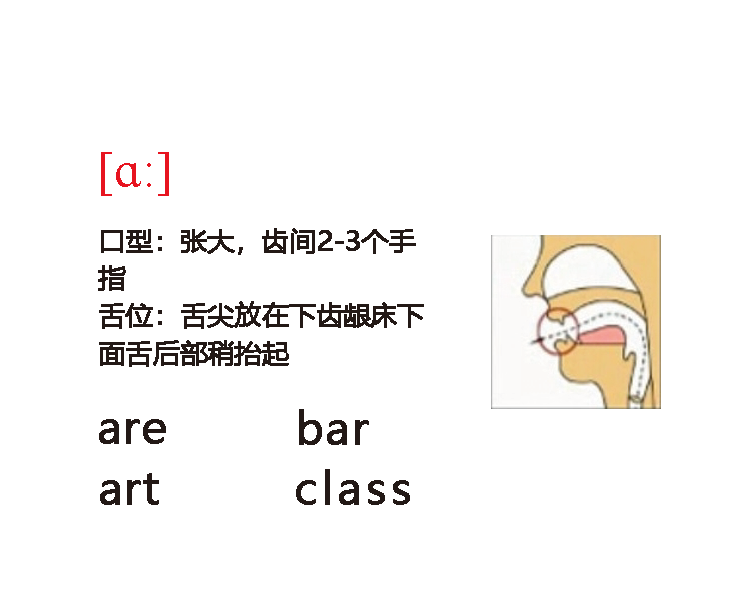 [ɑː]
口型：张大，齿间2-3个手
指
舌位：舌尖放在下齿龈床下
面舌后部稍抬起
are bar
art class